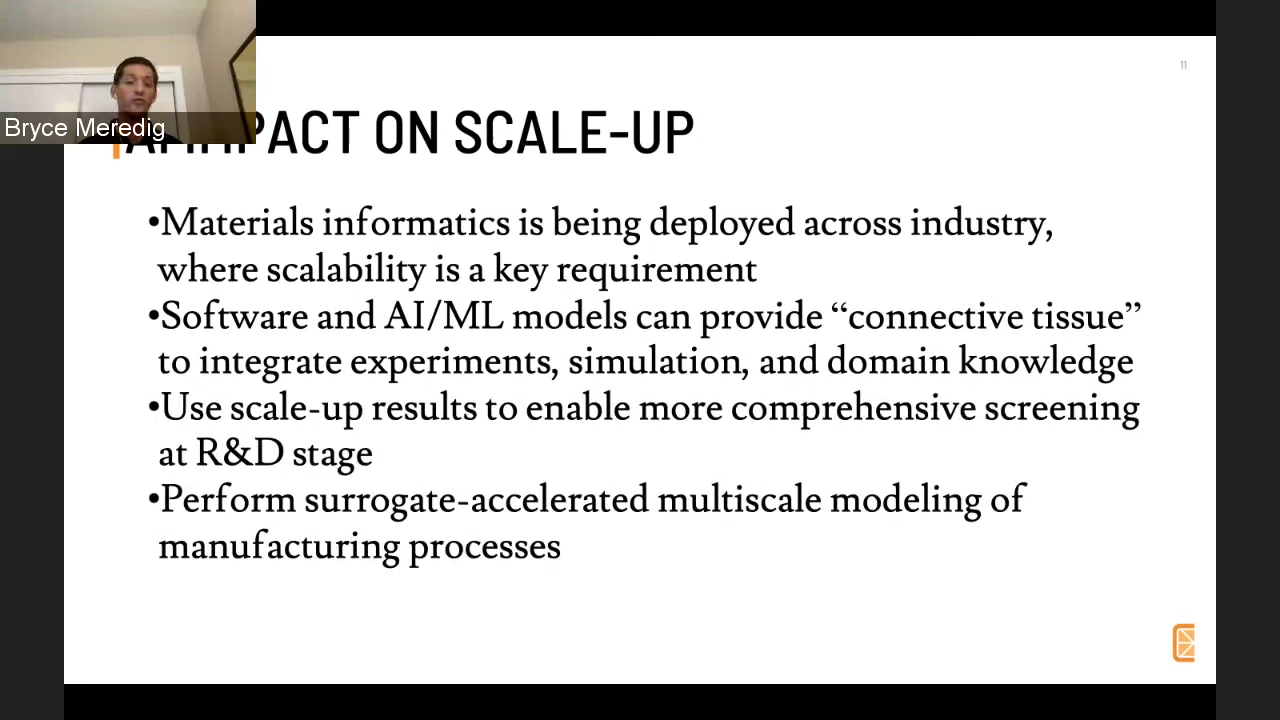 11
Bryce Meredig
IMPACT ON SCALE-UP
•Materials informatics is being deployed across industry,
where scalability is a key requirement
•Software and AI/ML models can provide “connective tissue”
to integrate experiments, simulation, and domain knowledge
•Use scale-up results to enable more comprehensive screening
at R&D stage
•Perform surrogate-accelerated multiscale modeling of
manufacturing processes